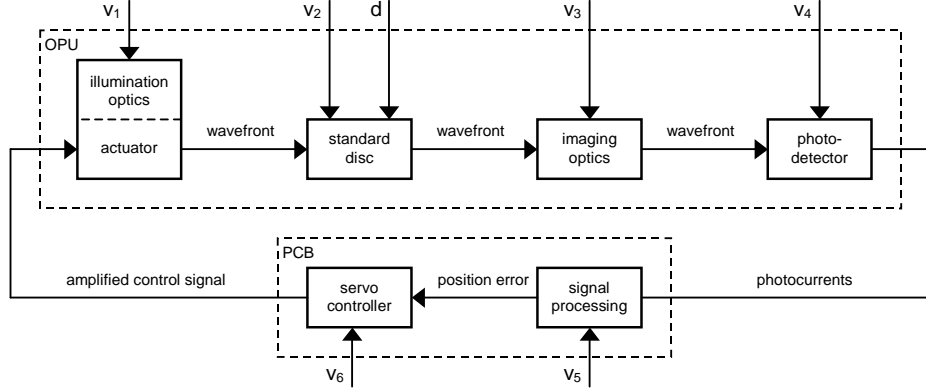 v1 v2 d v3 v4
OPU
illumination
optics
actuator
wavefront
standard
disc
wavefront
imaging
optics
wavefront
photo-
detector
PCB
amplified control signal
servo
controller
position error
signal
processing
photocurrents
v6 v5